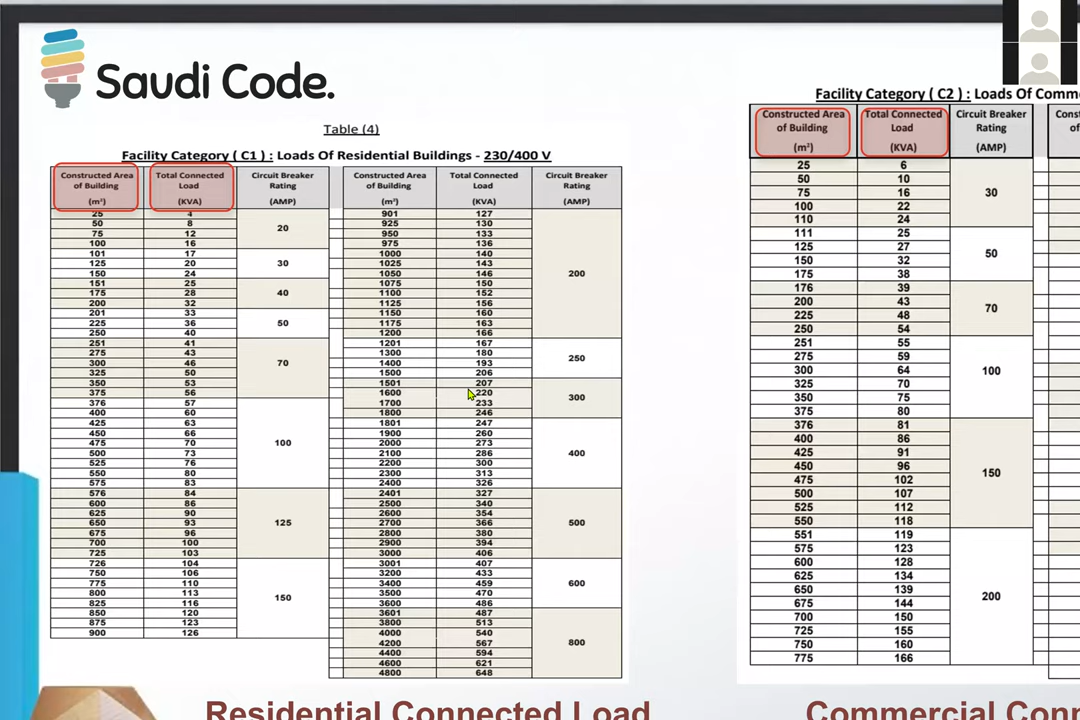 Saudi Code.
Table (4)
Facility Category ( C1 ) : Loads Of Residential Buildings - 230/400 V
Constructed Area of Building (m²) Total Connected Load (KVA) Circuit Breaker Rating (AMP) Constructed Area of Building (m²) Total Connected Load (KVA) Circuit Breaker Rating (AMP)
25 4 901 127
50 8 20 925 130
75 12 950 133
100 16 975 136
101 17 1000 140
125 20 30 1025 143
150 24 1050 146 200
151 25 1075 150
175 28 40 1100 152
200 32 1125 156
201 33 1150 160
225 36 50 1175 163
250 40 1200 166
251 41 1201 167
275 43 1300 180 250
300 46 70 1400 193
325 50 1500 206
350 53 1501 207
375 56 1600 220 300
376 57 1700 233
400 60 1800 246
425 63 1801 247
450 66 1900 260
475 70 100 2000 273
500 73 2100 286 400
525 76 2200 300
550 80 2300 313
575 83 2400 326
576 84 2401 327
600 86 2500 340
625 90 2600 354
650 93 125 2700 366 500
675 96 2800 380
700 100 2900 394
725 103 3000 406
726 104 3001 407
750 106 3200 433
775 110 3400 459 600
800 113 150 3500 470
825 116 3600 486
850 120 3601 487
875 123 3800 513
900 126 4000 540
4200 567 800
4400 594
4600 621
4800 648
Residential Connected Load
Facility Category ( C2 ) : Loads Of Comm
Constructed Area of Building (m²) Total Connected Load (KVA) Circuit Breaker Rating (AMP) Const of
25 6
50 10
75 16 30
100 22
110 24
111 25
125 27 50
150 32
175 38
176 39
200 43 70
225 48
250 54
251 55
275 59
300 64 100
325 70
350 75
375 80
376 81
400 86
425 91
450 96 150
475 102
500 107
525 112
550 118
551 119
575 123
600 128
625 134
650 139 200
675 144
700 150
725 155
750 160
775 166
Commercial Conn